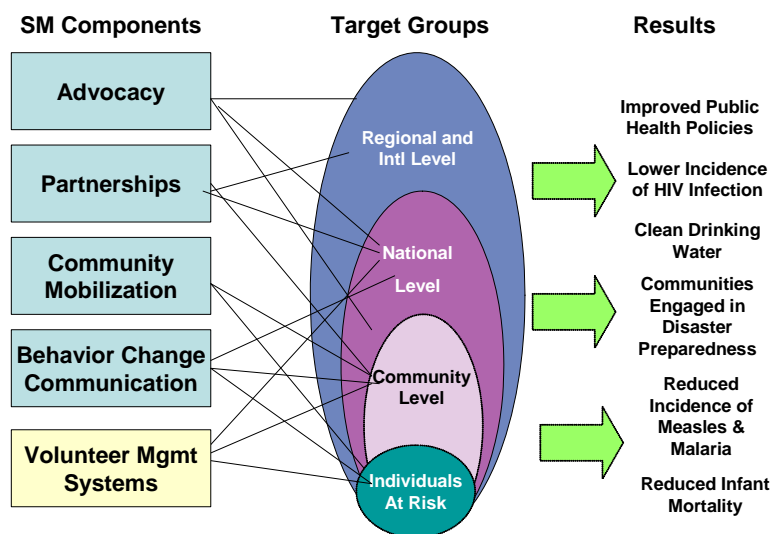 SM Components
Target Groups
Results
Advocacy
Partnerships
Community
Mobilization
Behavior Change
Communication
Volunteer Mgmt
Systems
Regional and
Intl Level
National
Level
Community
Level
Individuals
At Risk
Improved Public
Health Policies
Lower Incidence
of HIV Infection
Clean Drinking
Water
Communities
Engaged in
Disaster
Preparedness
Reduced
Incidence of
Measles &
Malaria
Reduced Infant
Mortality